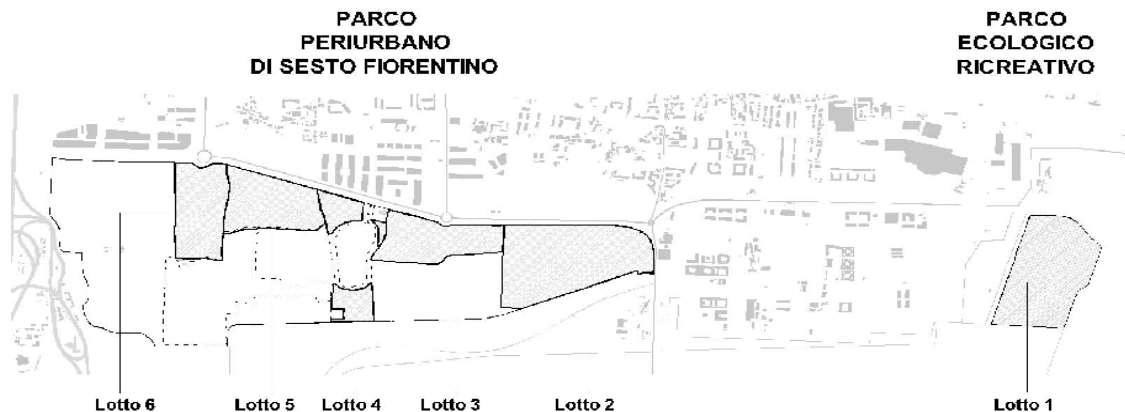 PARCO
PERIURBANO
DI SESTO FIORENTINO
PARCO
ECOLOGICO
RICREATIVO
Lotto 6 Lotto 5 Lotto 4 Lotto 3 Lotto 2 Lotto 1